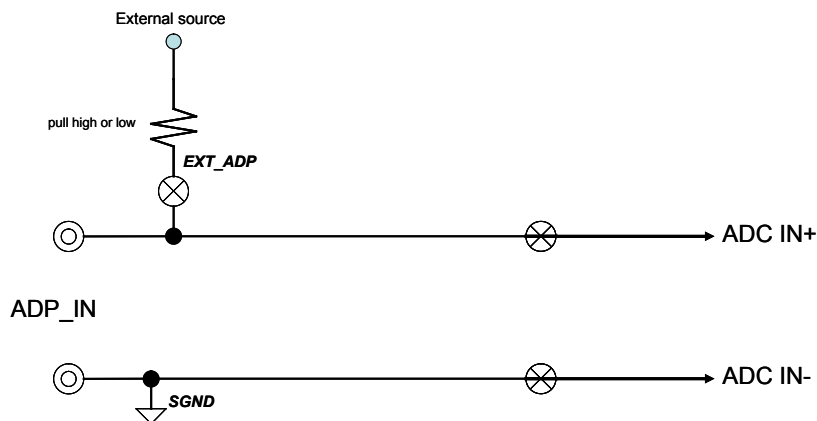 External source
pull high or low
EXT_ADP
ADC IN+
ADP_IN
ADC IN-
SGND